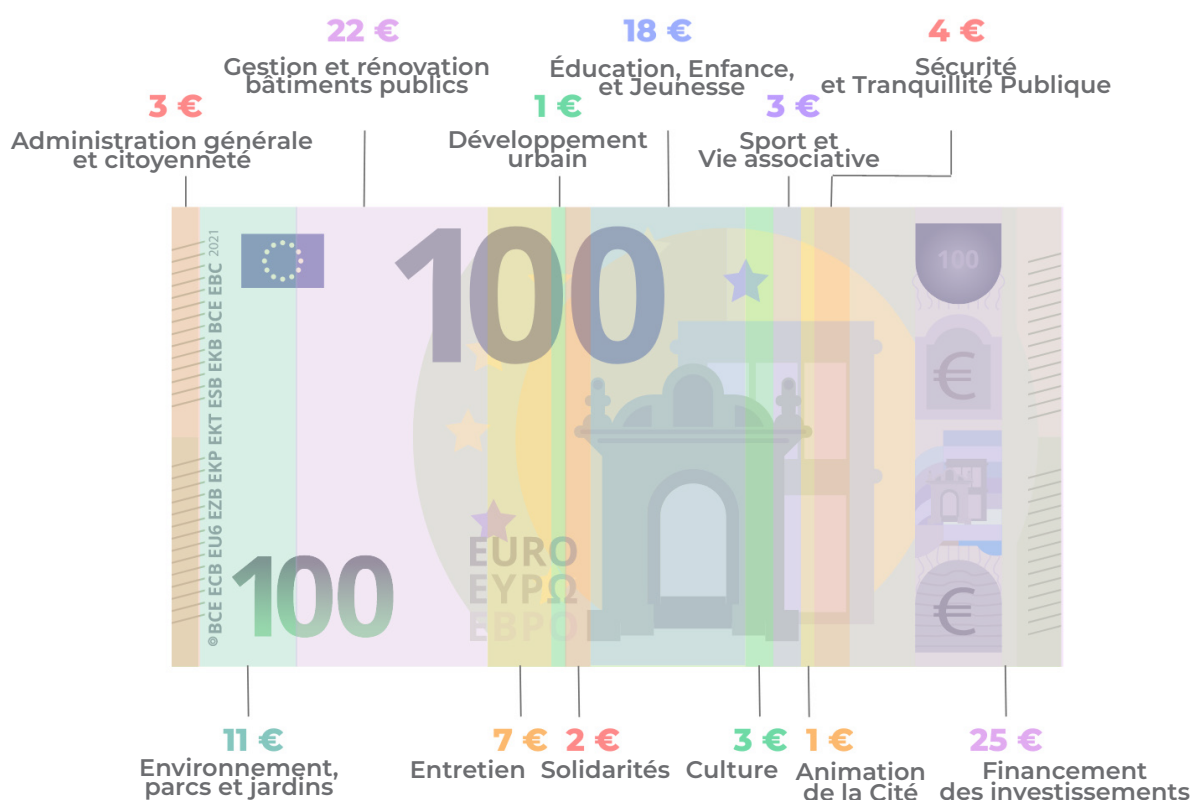 22 €
Gestion et rénovation
bâtiments publics
18 €
Éducation, Enfance,
et Jeunesse
4 €
Sécurité
et Tranquillité Publique
3 €
Administration générale
et citoyenneté
1 €
Développement
urbain
3 €
Sport et
Vie associative
©BCE ECB EU6 EZB EKP EKT ESB EKB BCE EBC 2021
100
100
€
EURO
ΕΥΡΩ
ЕВРО
100
€
11 €
Environnement,
parcs et jardins
7 €
Entretien
2 €
Solidarités
3 €
Culture
1 €
Animation
de la Cité
25 €
Financement
des investissements